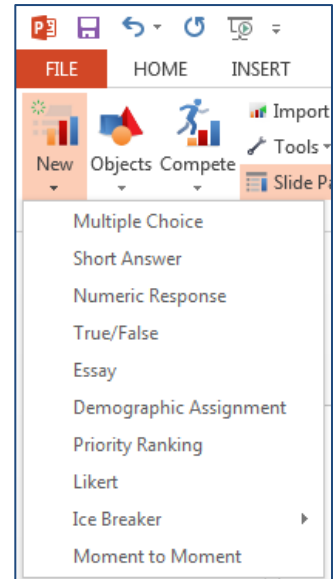 FILE HOME INSERT
Import
Tools
New Objects Compete
Slide Pa
Multiple Choice
Short Answer
Numeric Response
True/False
Essay
Demographic Assignment
Priority Ranking
Likert
Ice Breaker
Moment to Moment